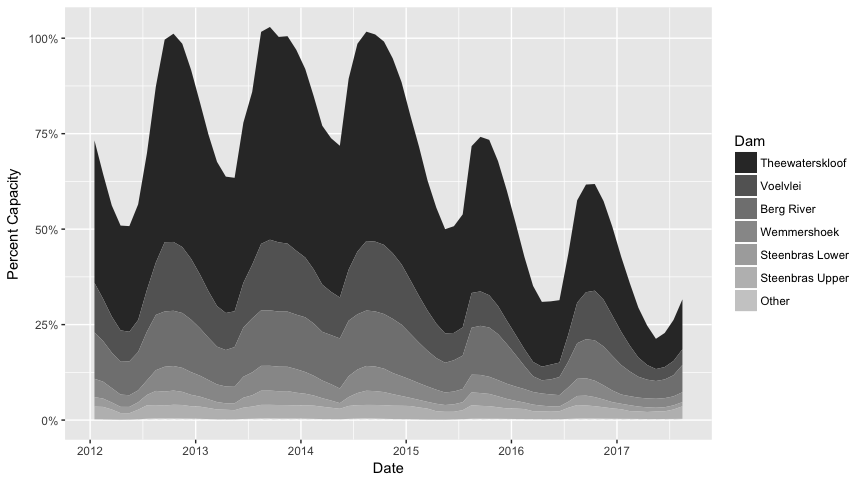 100%
75%
50%
25%
0%
Percent Capacity
2012 2013 2014 2015 2016 2017
Date
Dam
Theewaterskloof
Voelvlei
Berg River
Wemmershoek
Steenbras Lower
Steenbras Upper
Other